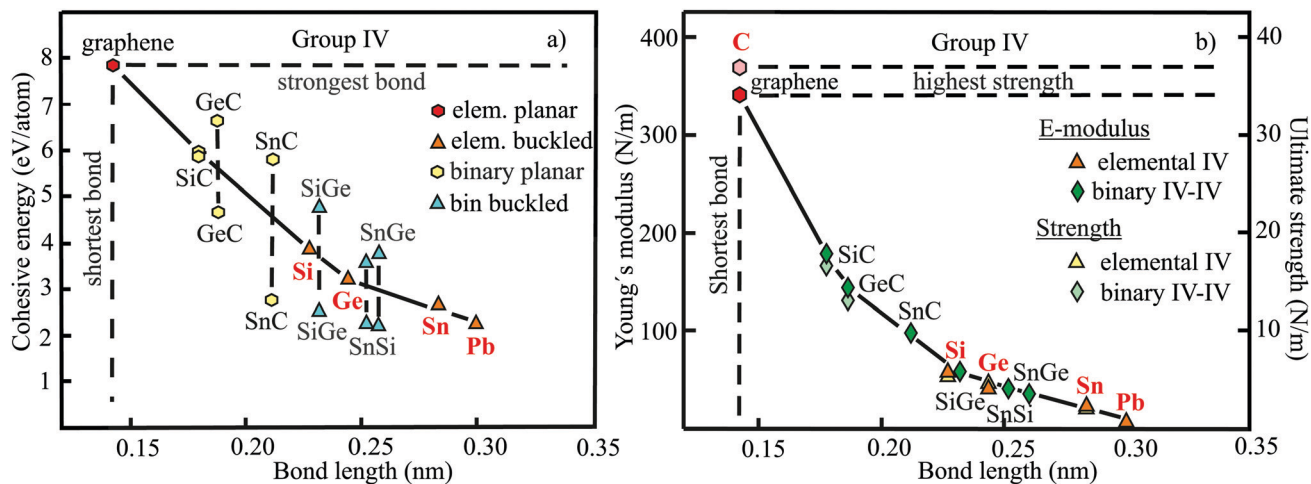 Group IV
a)
graphene
strongest bond
shortest bond
GeC
SiC
GeC
SnC
SnC
SiGe
SiGe
SnGe
SnSi
Si
Ge
Sn
Pb
elem. planar
elem. buckled
binary planar
bin buckled
Cohesive energy (eV/atom)
8
7
6
5
4
3
2
1
0.15
0.20
0.25
0.30
0.35
Bond length (nm)
Group IV
b)
C
graphene
highest strength
Shortest bond
E-modulus
elemental IV
binary IV-IV
Strength
elemental IV
binary IV-IV
SiC
GeC
SnC
Si
Ge
SnGe
SiGe
SnSi
Sn
Pb
Young´s modulus (N/m)
400
300
200
100
Ultimate strength (N/m)
40
30
20
10
0.15
0.20
0.25
0.30
0.35
Bond length (nm)